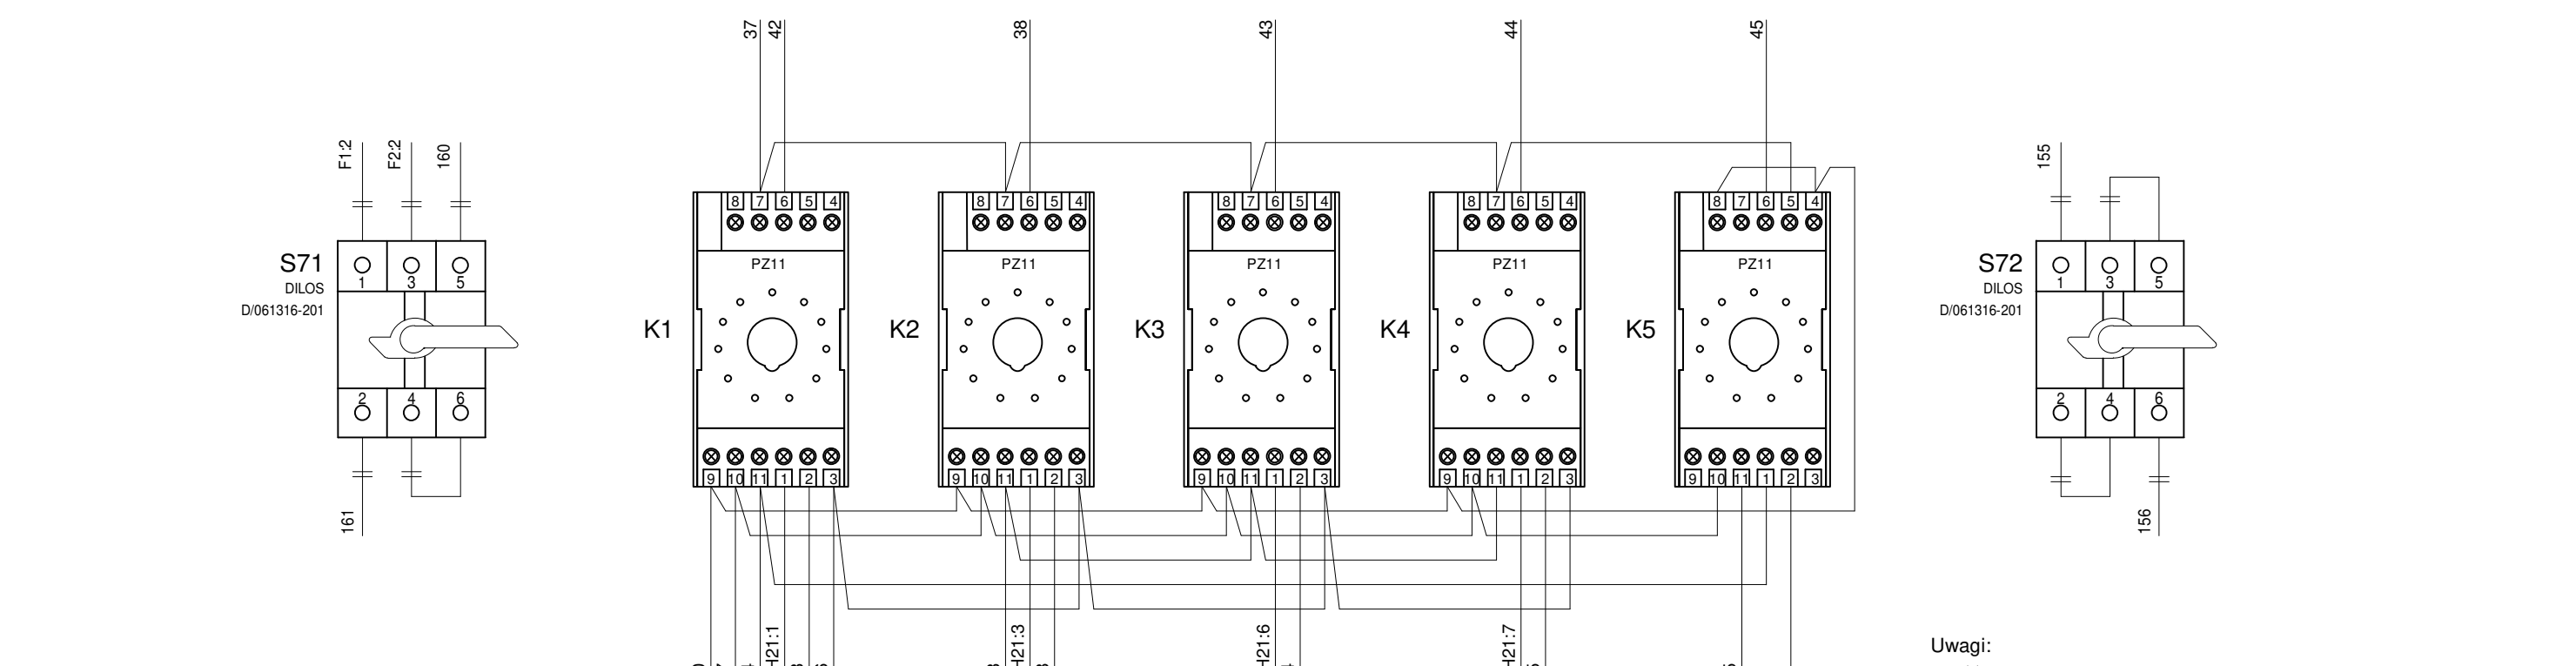 37 42 38 43 44 45
F1:2 F2:2 160 155
8 7 6 5 4 8 7 6 5 4 8 7 6 5 4 8 7 6 5 4 8 7 6 5 4
S71 PZ11 PZ11 PZ11 PZ11 PZ11 S72
1 3 5 1 3 5
DILOS DILOS
D/061316-201 D/061316-201
K1 K2 K3 K4 K5
2 4 6 2 4 6
9 10 11 1 2 3 9 10 11 1 2 3 9 10 11 1 2 3 9 10 11 1 2 3 9 10 11 1 2 3
161 156
H21:1 H21:3 H21:6 H21:7
Uwagi: